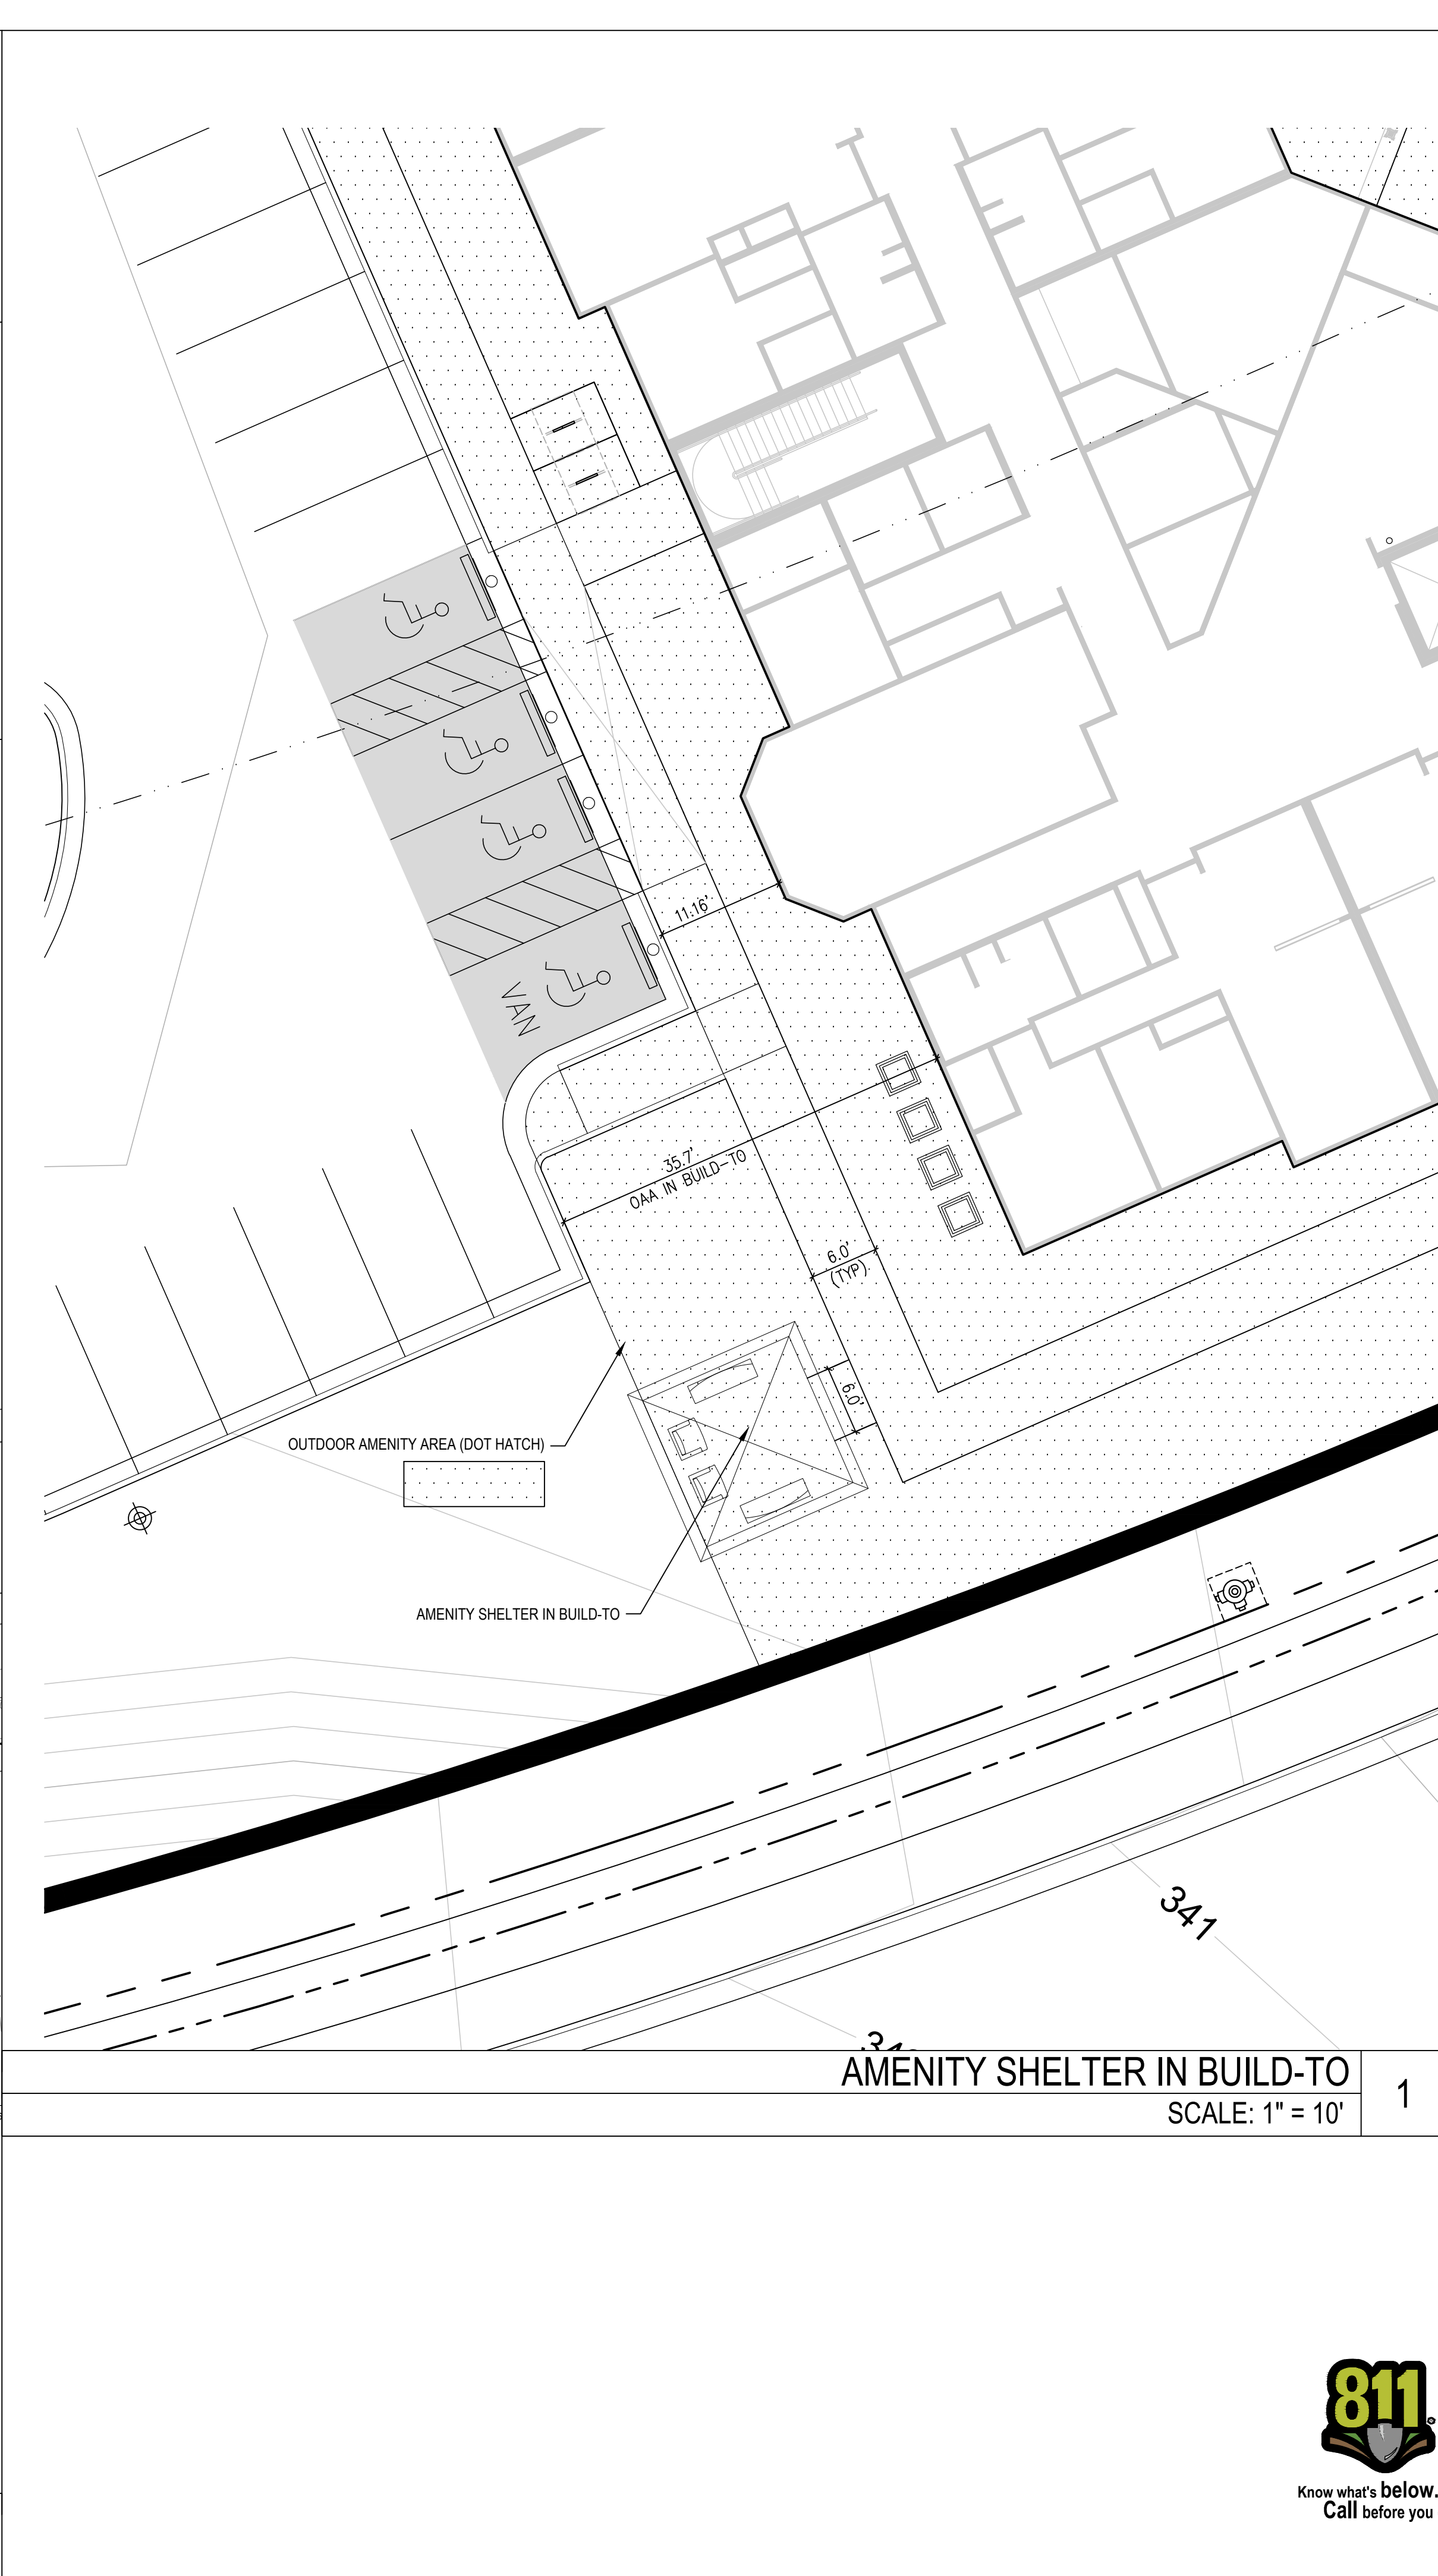 11.16'
VAN
35.7'
OAA IN BUILD-TO
6.0'
(TYP)
6.0'
OUTDOOR AMENITY AREA (DOT HATCH)
AMENITY SHELTER IN BUILD-TO
341
AMENITY SHELTER IN BUILD-TO
1
SCALE: 1" = 10'
811
Know what's below.
Call before you